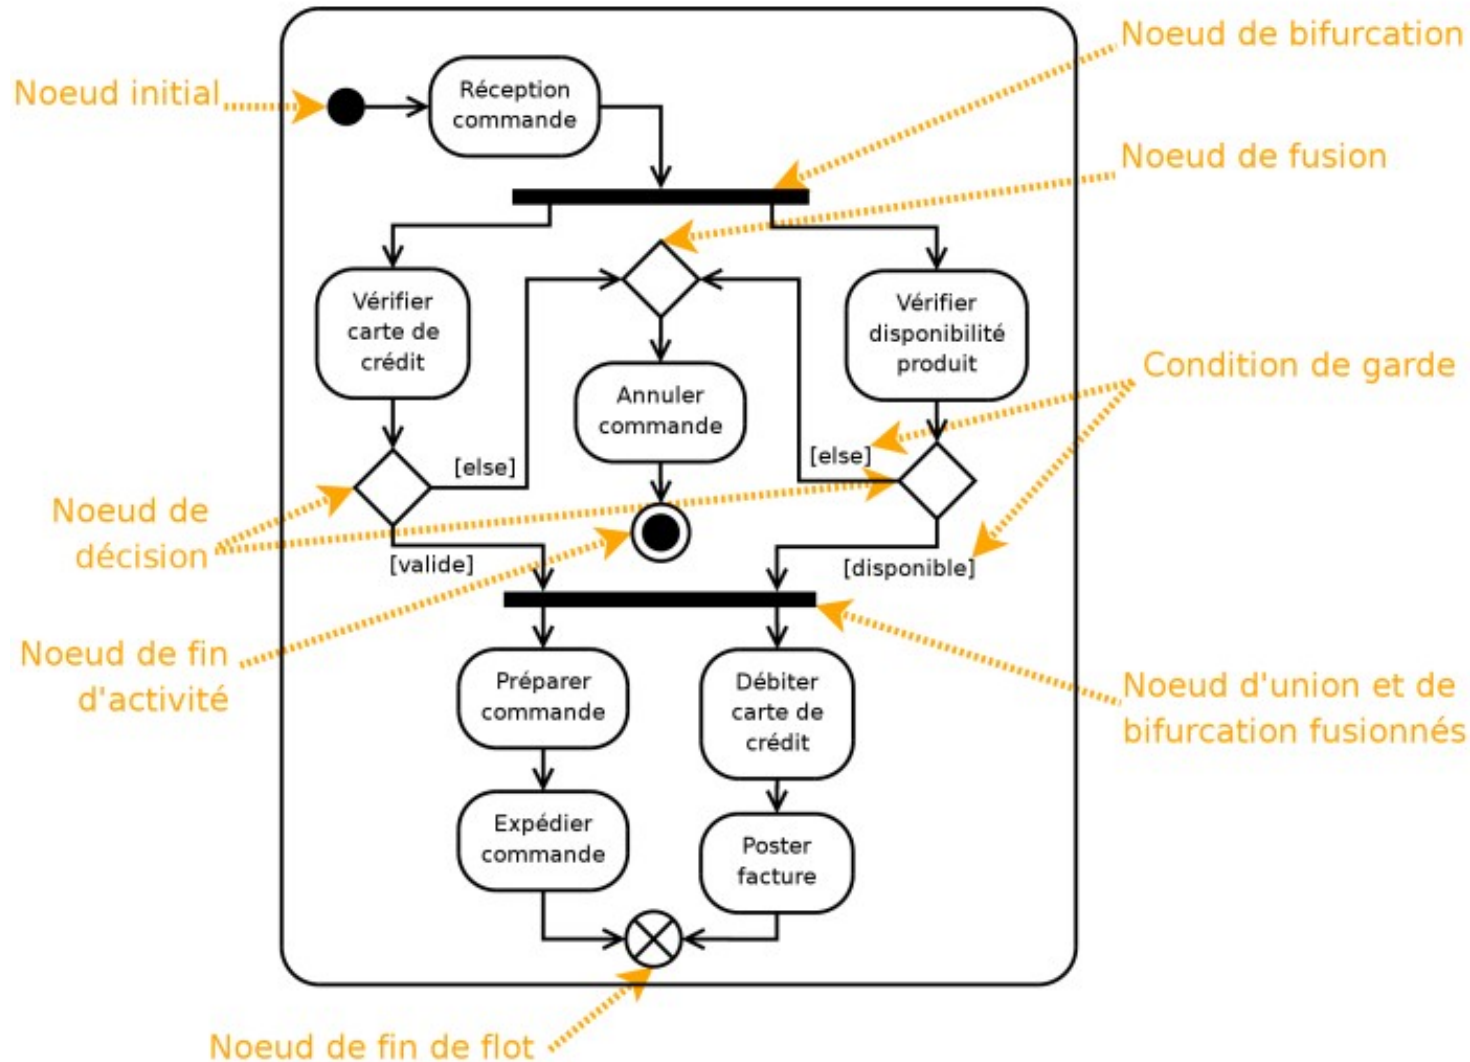 Noeud de bifurcation
Noeud initial
Réception
commande
Noeud de fusion
Vérifier
carte de
crédit
Vérifier
disponibilité
produit
Annuler
commande
Condition de garde
[else]
[else]
Noeud de
décision
[valide]
[disponible]
Noeud de fin
d'activité
Préparer
commande
Débiter
carte de
crédit
Noeud d'union et de
bifurcation fusionnés
Expédier
commande
Poster
facture
Noeud de fin de flot